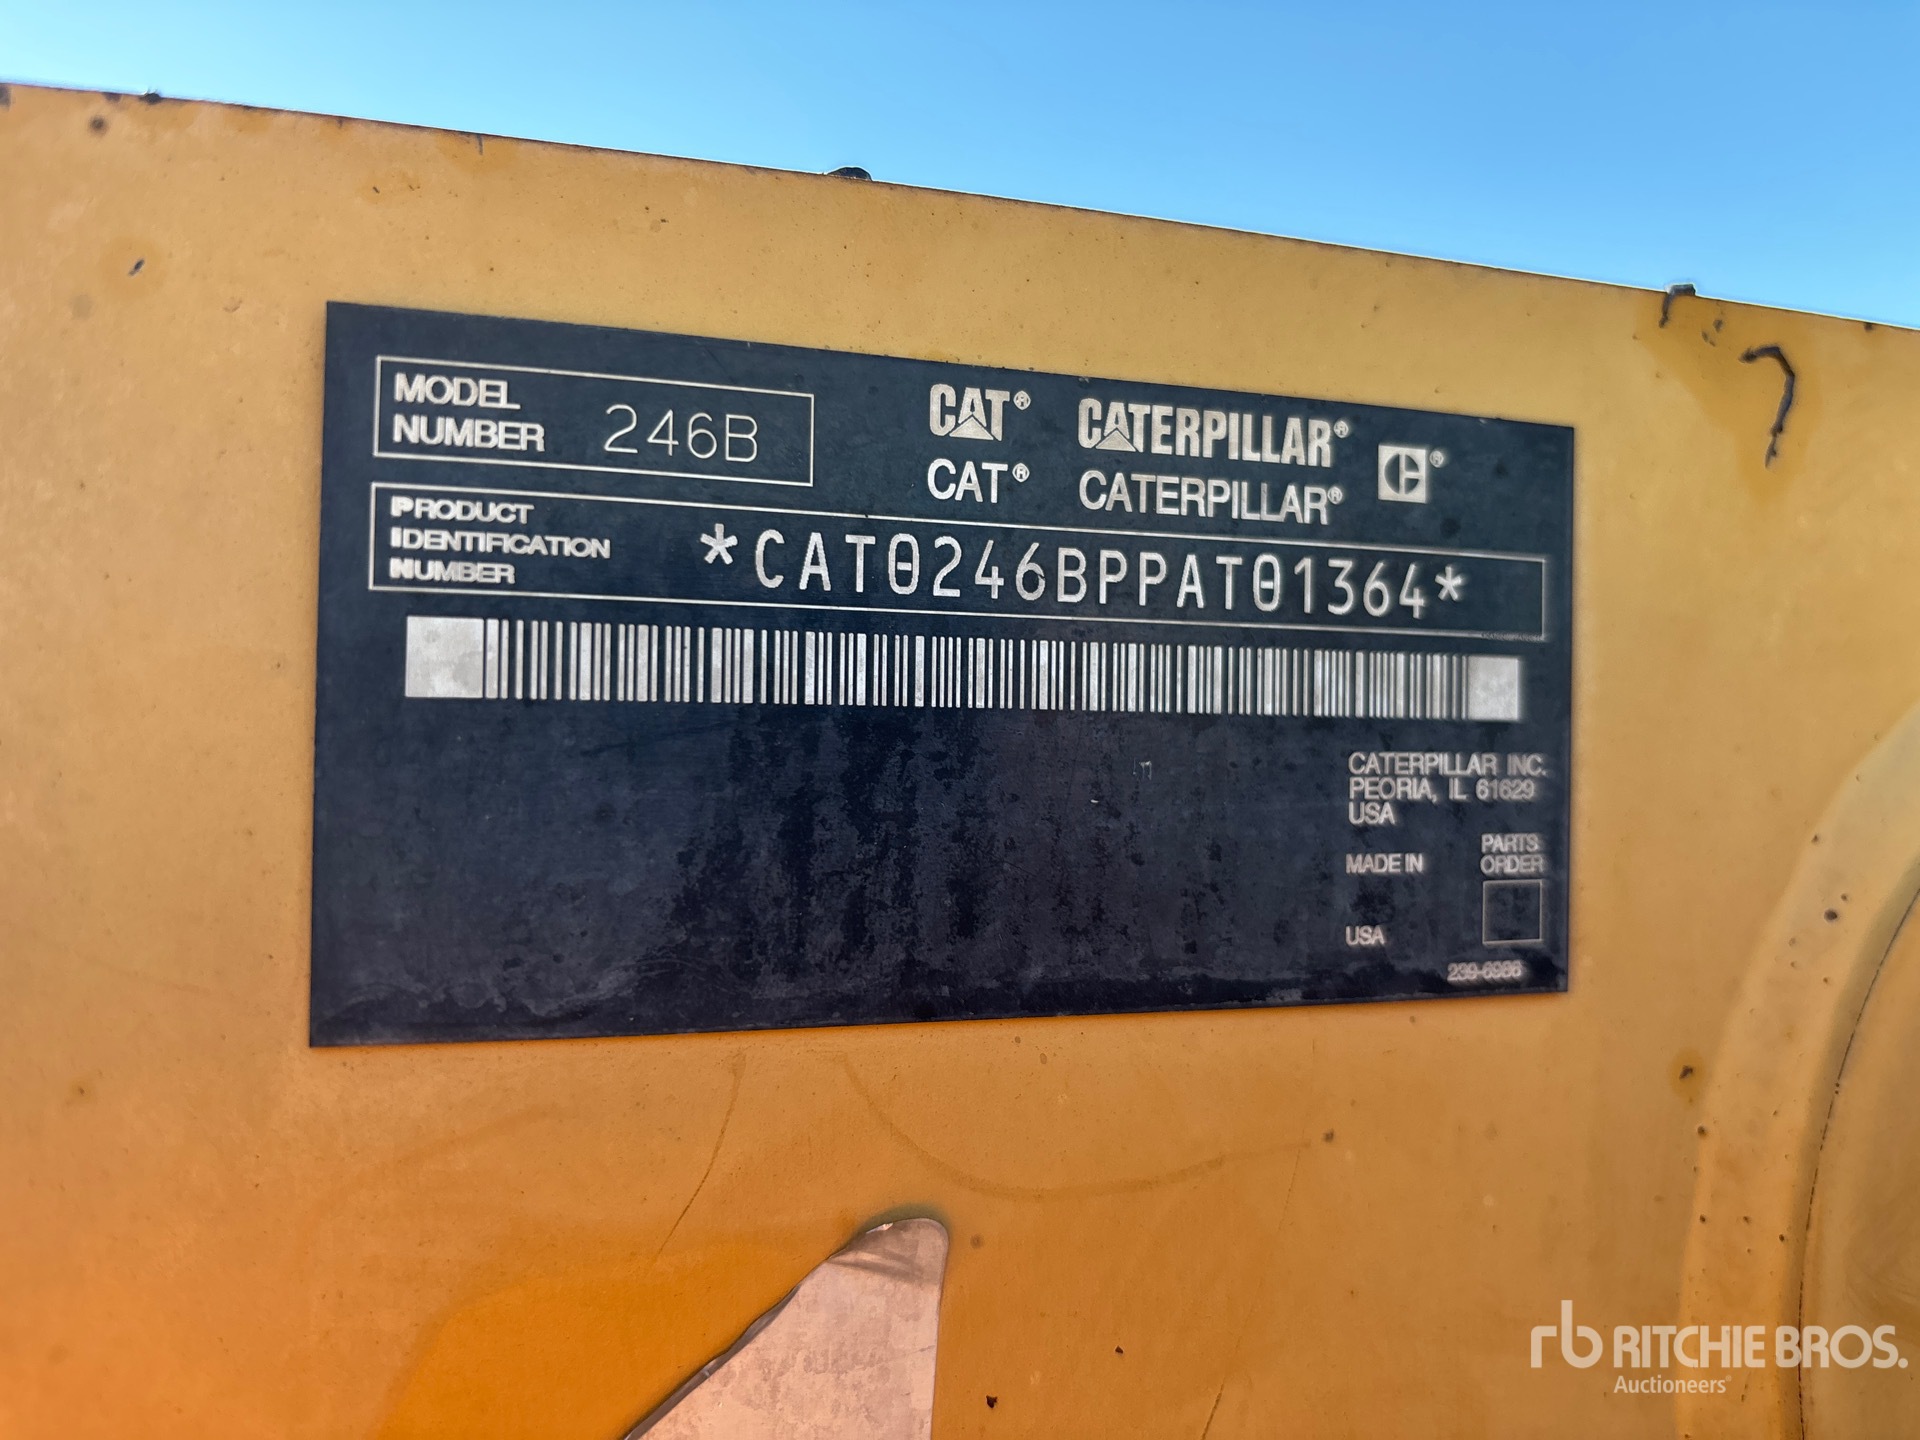 MODEL
NUMBER 246B
CAT® CATERPILLAR®
CAT® CATERPILLAR® ®
PRODUCT
IDENTIFICATION
NUMBER
*CAT0246BPPAT01364*
CATERPILLAR INC.
PEORIA, IL 61629
USA
MADE IN
USA
PARTS
ORDER
239-6986
rb RITCHIE BROS.
Auctioneers